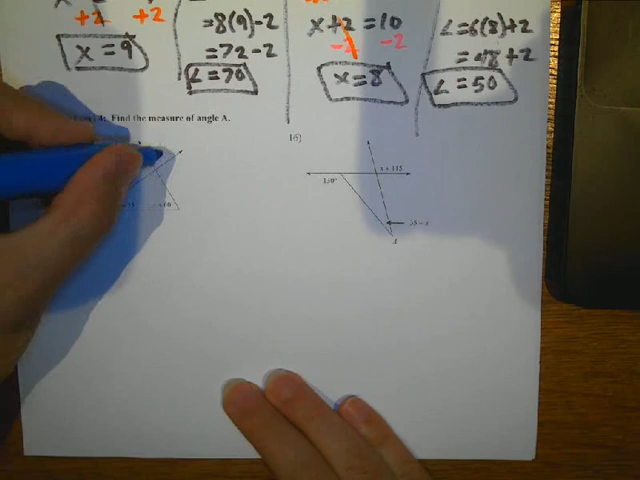 +2 +2
x = 9
= 8(9) - 2
= 72 - 2
∠ = 70
x + 2 = 10
-2 -2
x = 8
∠ = 6(8) + 2
= 48 + 2
∠ = 50
Find the measure of angle A.
16)
x + 115
130°
A